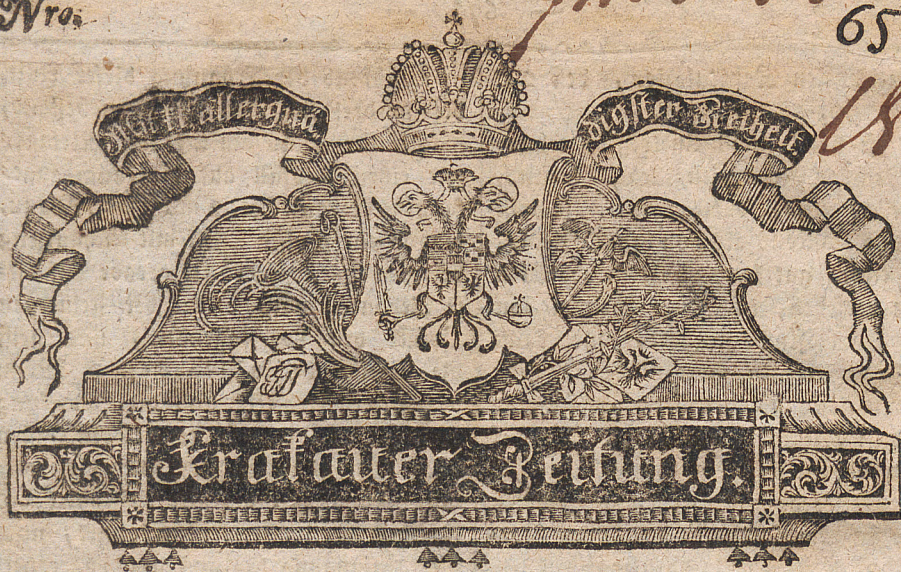 Nro. 65
Mit K. allergnä digster Freiheit.
Krakauer Zeitung.